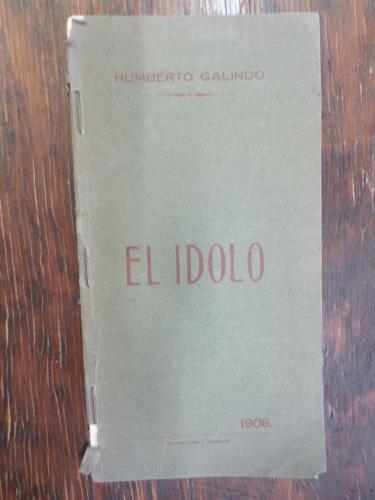 HUMBERTO GALINDO
EL IDOLO
1906.